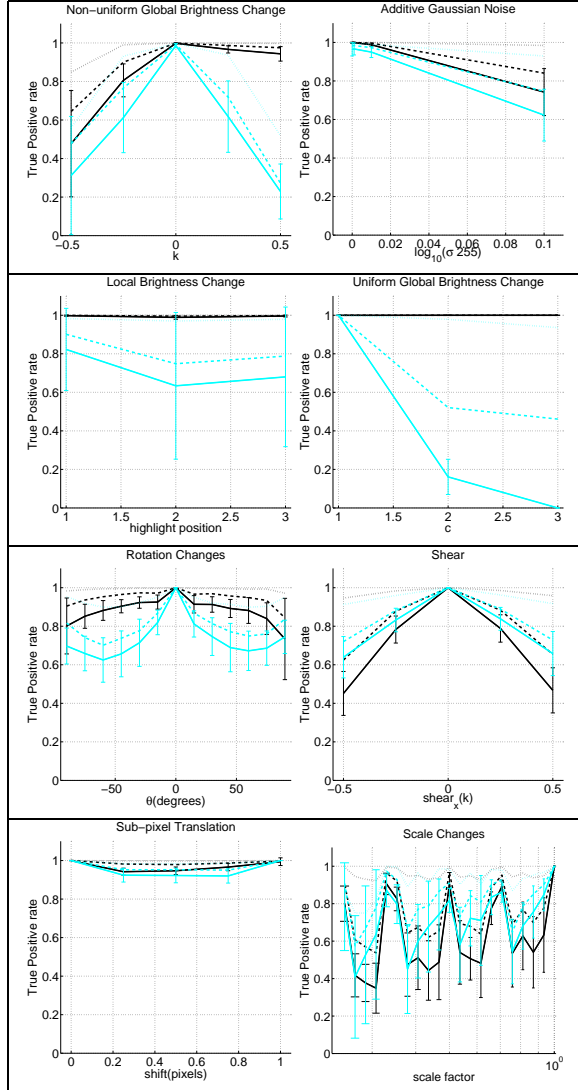 Non-uniform Global Brightness Change
True Positive rate
1
0.8
0.6
0.4
0.2
0
-0.5 0 0.5
k
Additive Gaussian Noise
True Positive rate
1
0.8
0.6
0.4
0.2
0
0 0.02 0.04 0.06 0.08 0.1
log10(σ 255)
Local Brightness Change
True Positive rate
1
0.8
0.6
0.4
0.2
0
1 1.5 2 2.5 3
highlight position
Uniform Global Brightness Change
True Positive rate
1
0.8
0.6
0.4
0.2
0
1 1.5 2 2.5 3
c
Rotation Changes
True Positive rate
1
0.8
0.6
0.4
0.2
0
−50 0 50
θ(degrees)
Shear
True Positive rate
1
0.8
0.6
0.4
0.2
0
−0.5 0 0.5
shearx(k)
Sub-pixel Translation
True Positive rate
1
0.8
0.6
0.4
0.2
0
0 0.2 0.4 0.6 0.8 1
shift(pixels)
Scale Changes
True Positive rate
1
0.8
0.6
0.4
0.2
0
10^0
scale factor